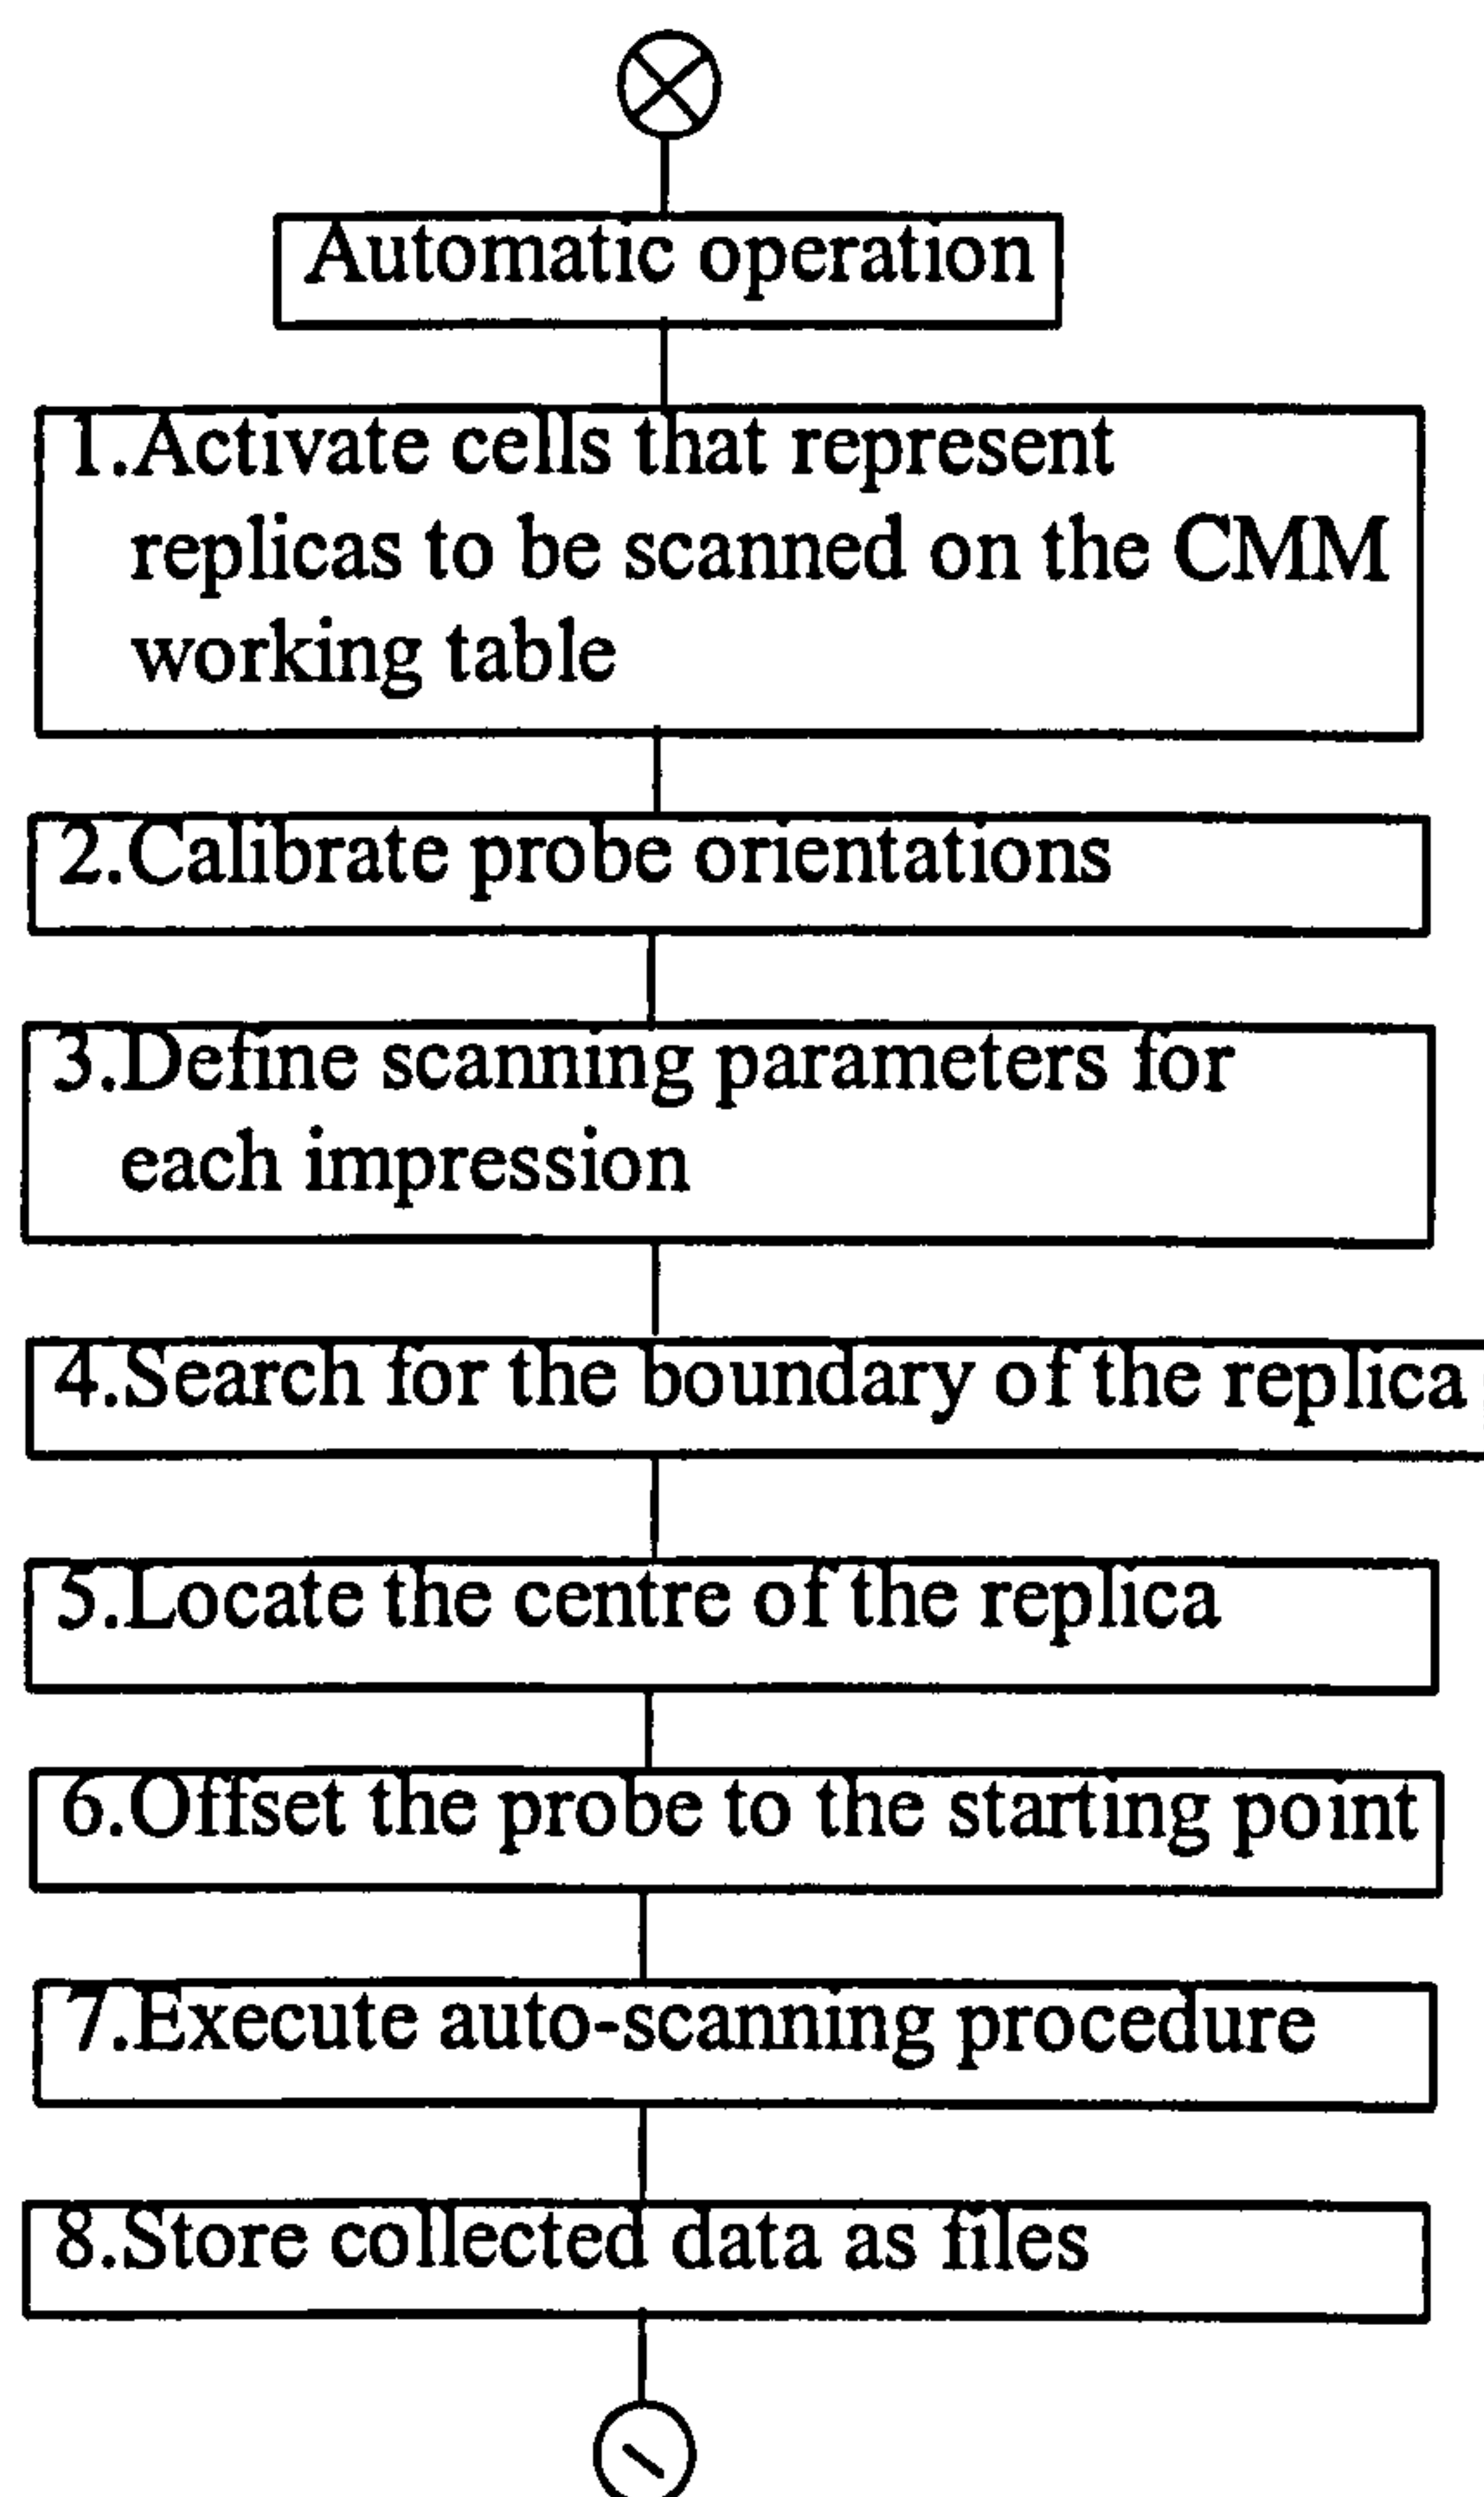 Automatic operation
1.Activate cells that represent
replicas to be scanned on the CMM
working table
2.Calibrate probe orientations
3.Define scanning parameters for
each impression
4.Search for the boundary of the replica
5.Locate the centre of the replica
6.Offset the probe to the starting point
7.Execute auto-scanning procedure
8.Store collected data as files